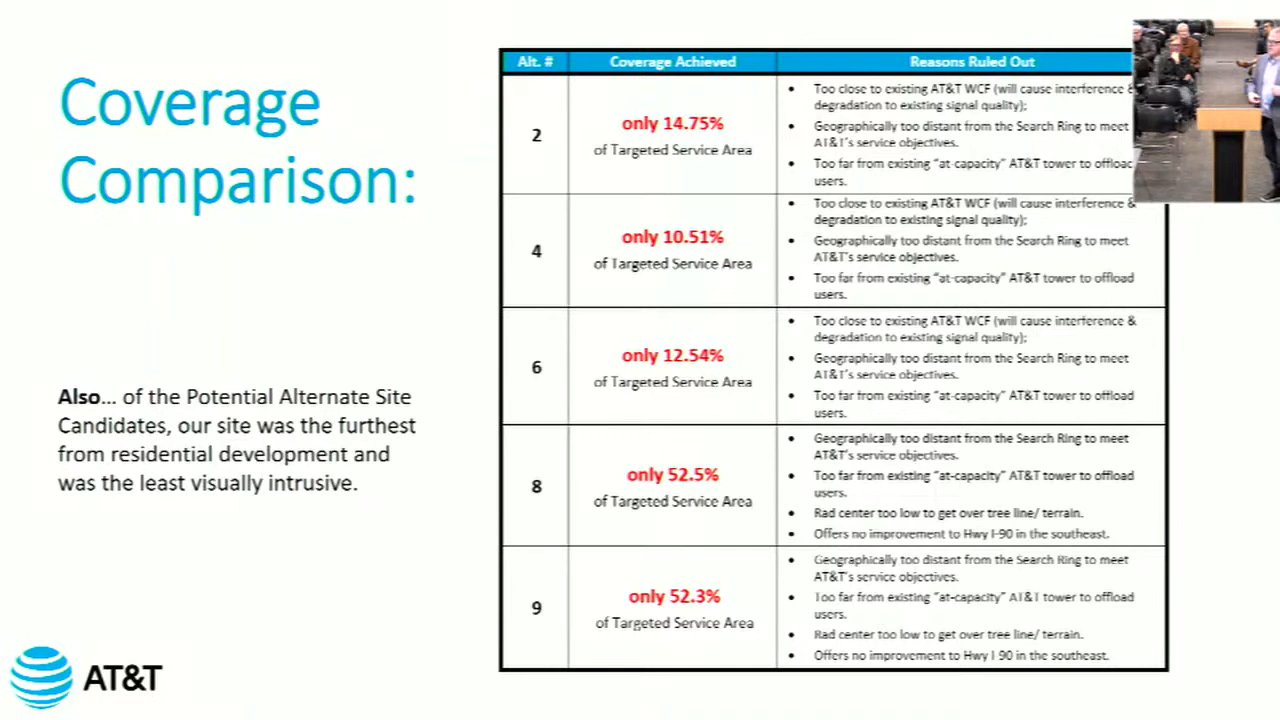 Coverage
Comparison:
Also... of the Potential Alternate Site
Candidates, our site was the furthest
from residential development and
was the least visually intrusive.
AT&T
Alt. # Coverage Achieved Reasons Ruled Out
2
only 14.75%
of Targeted Service Area
• Too close to existing AT&T WCF (will cause interference &
degradation to existing signal quality);
• Geographically too distant from the Search Ring to meet
AT&T's service objectives.
• Too far from existing "at-capacity" AT&T tower to offload
users.
4
only 10.51%
of Targeted Service Area
• Too close to existing AT&T WCF (will cause interference &
degradation to existing signal quality);
• Geographically too distant from the Search Ring to meet
AT&T's service objectives.
• Too far from existing "at-capacity" AT&T tower to offload
users.
6
only 12.54%
of Targeted Service Area
• Too close to existing AT&T WCF (will cause interference &
degradation to existing signal quality);
• Geographically too distant from the Search Ring to meet
AT&T's service objectives.
• Too far from existing "at-capacity" AT&T tower to offload
users.
8
only 52.5%
of Targeted Service Area
• Geographically too distant from the Search Ring to meet
AT&T's service objectives.
• Too far from existing "at-capacity" AT&T tower to offload
users.
• Rad center too low to get over tree line/ terrain.
• Offers no improvement to Hwy I-90 in the southeast.
9
only 52.3%
of Targeted Service Area
• Geographically too distant from the Search Ring to meet
AT&T's service objectives.
• Too far from existing "at-capacity" AT&T tower to offload
users.
• Rad center too low to get over tree line/ terrain.
• Offers no improvement to Hwy I-90 in the southeast.